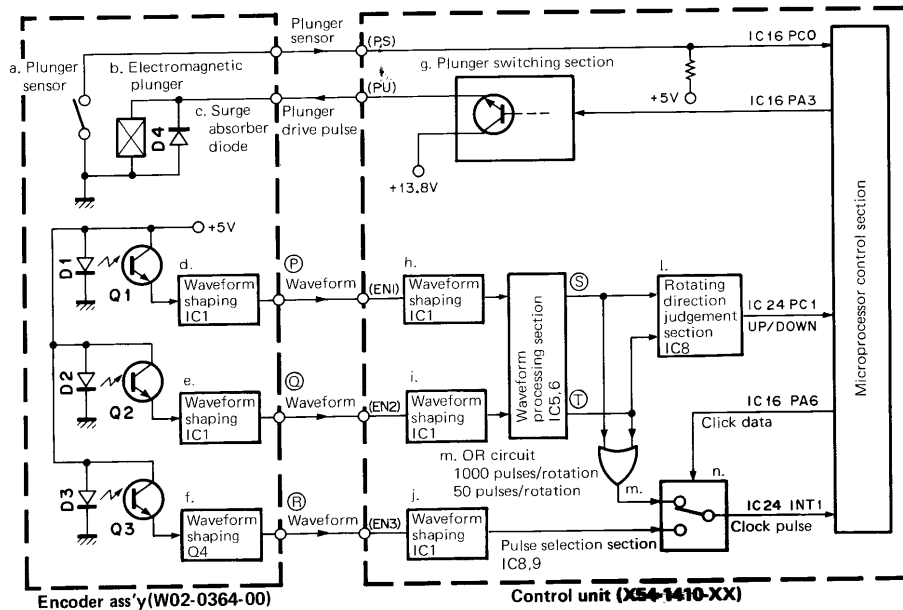 Plunger
sensor
(PS)
IC16 PC0
a. Plunger
sensor
b. Electromagnetic
plunger
g. Plunger switching section
+5V
(PU)
IC16 PA3
c. Surge
absorber
diode
Plunger
drive pulse
D4
+13.8V
Microprocessor control section
+5V
D1
Q1
d.
Waveform
shaping
IC1
P
Waveform
(EN1)
h.
Waveform
shaping
IC1
S
l.
Rotating
direction
judgement
section
IC8
IC 24 PC1
UP/DOWN
Waveform
processing section
IC5,6
D2
Q2
e.
Waveform
shaping
IC1
Q
Waveform
(EN2)
i.
Waveform
shaping
IC1
T
IC16 PA6
Click data
m. OR circuit
1000 pulses/rotation
50 pulses/rotation
m.
n.
D3
Q3
f.
Waveform
shaping
Q4
R
Waveform
(EN3)
j.
Waveform
shaping
IC1
Pulse selection section
IC8,9
IC24 INT1
Clock pulse
Encoder ass'y(W02-0364-00)
Control unit (X54-1410-XX)